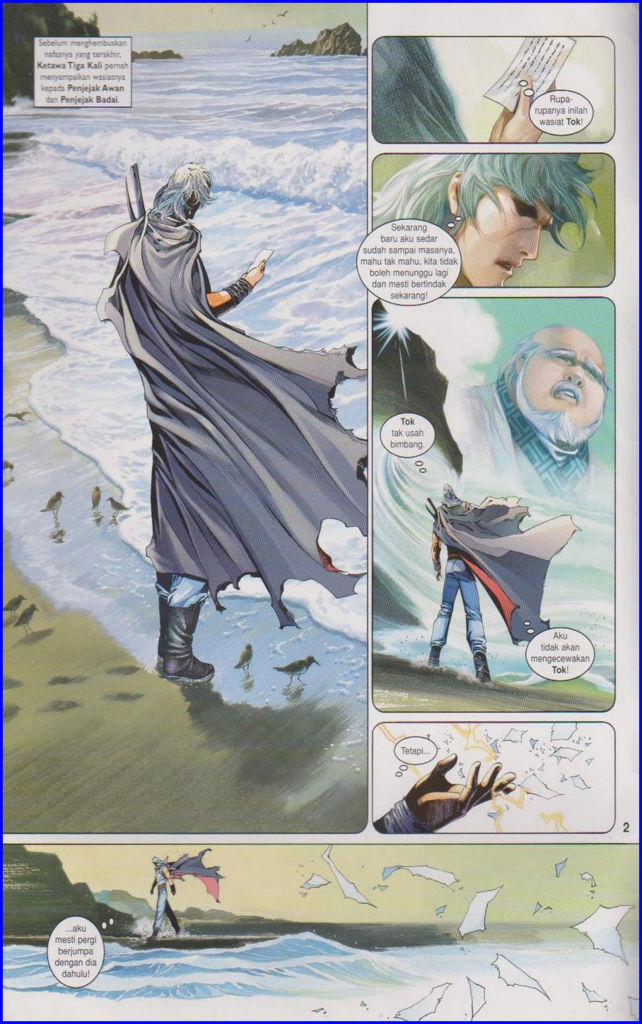 Sebelum menghembuskan
nafasnya yang terakhir,
Ketawa Tiga Kali pernah
menyampaikan wasiatnya
kepada Penjejak Awan
dan Penjejak Badai.
Rupa-
rupanya inilah
wasiat Tok!
Sekarang
baru aku sedar
sudah sampai masanya,
mahu tak mahu, kita tidak
boleh menunggu lagi
dan mesti bertindak
sekarang!
Tok
tak usah
bimbang.
Aku
tidak akan
mengecewakan
Tok!
Tetapi...
2
...aku
mesti pergi
berjumpa
dengan dia
dahulu!